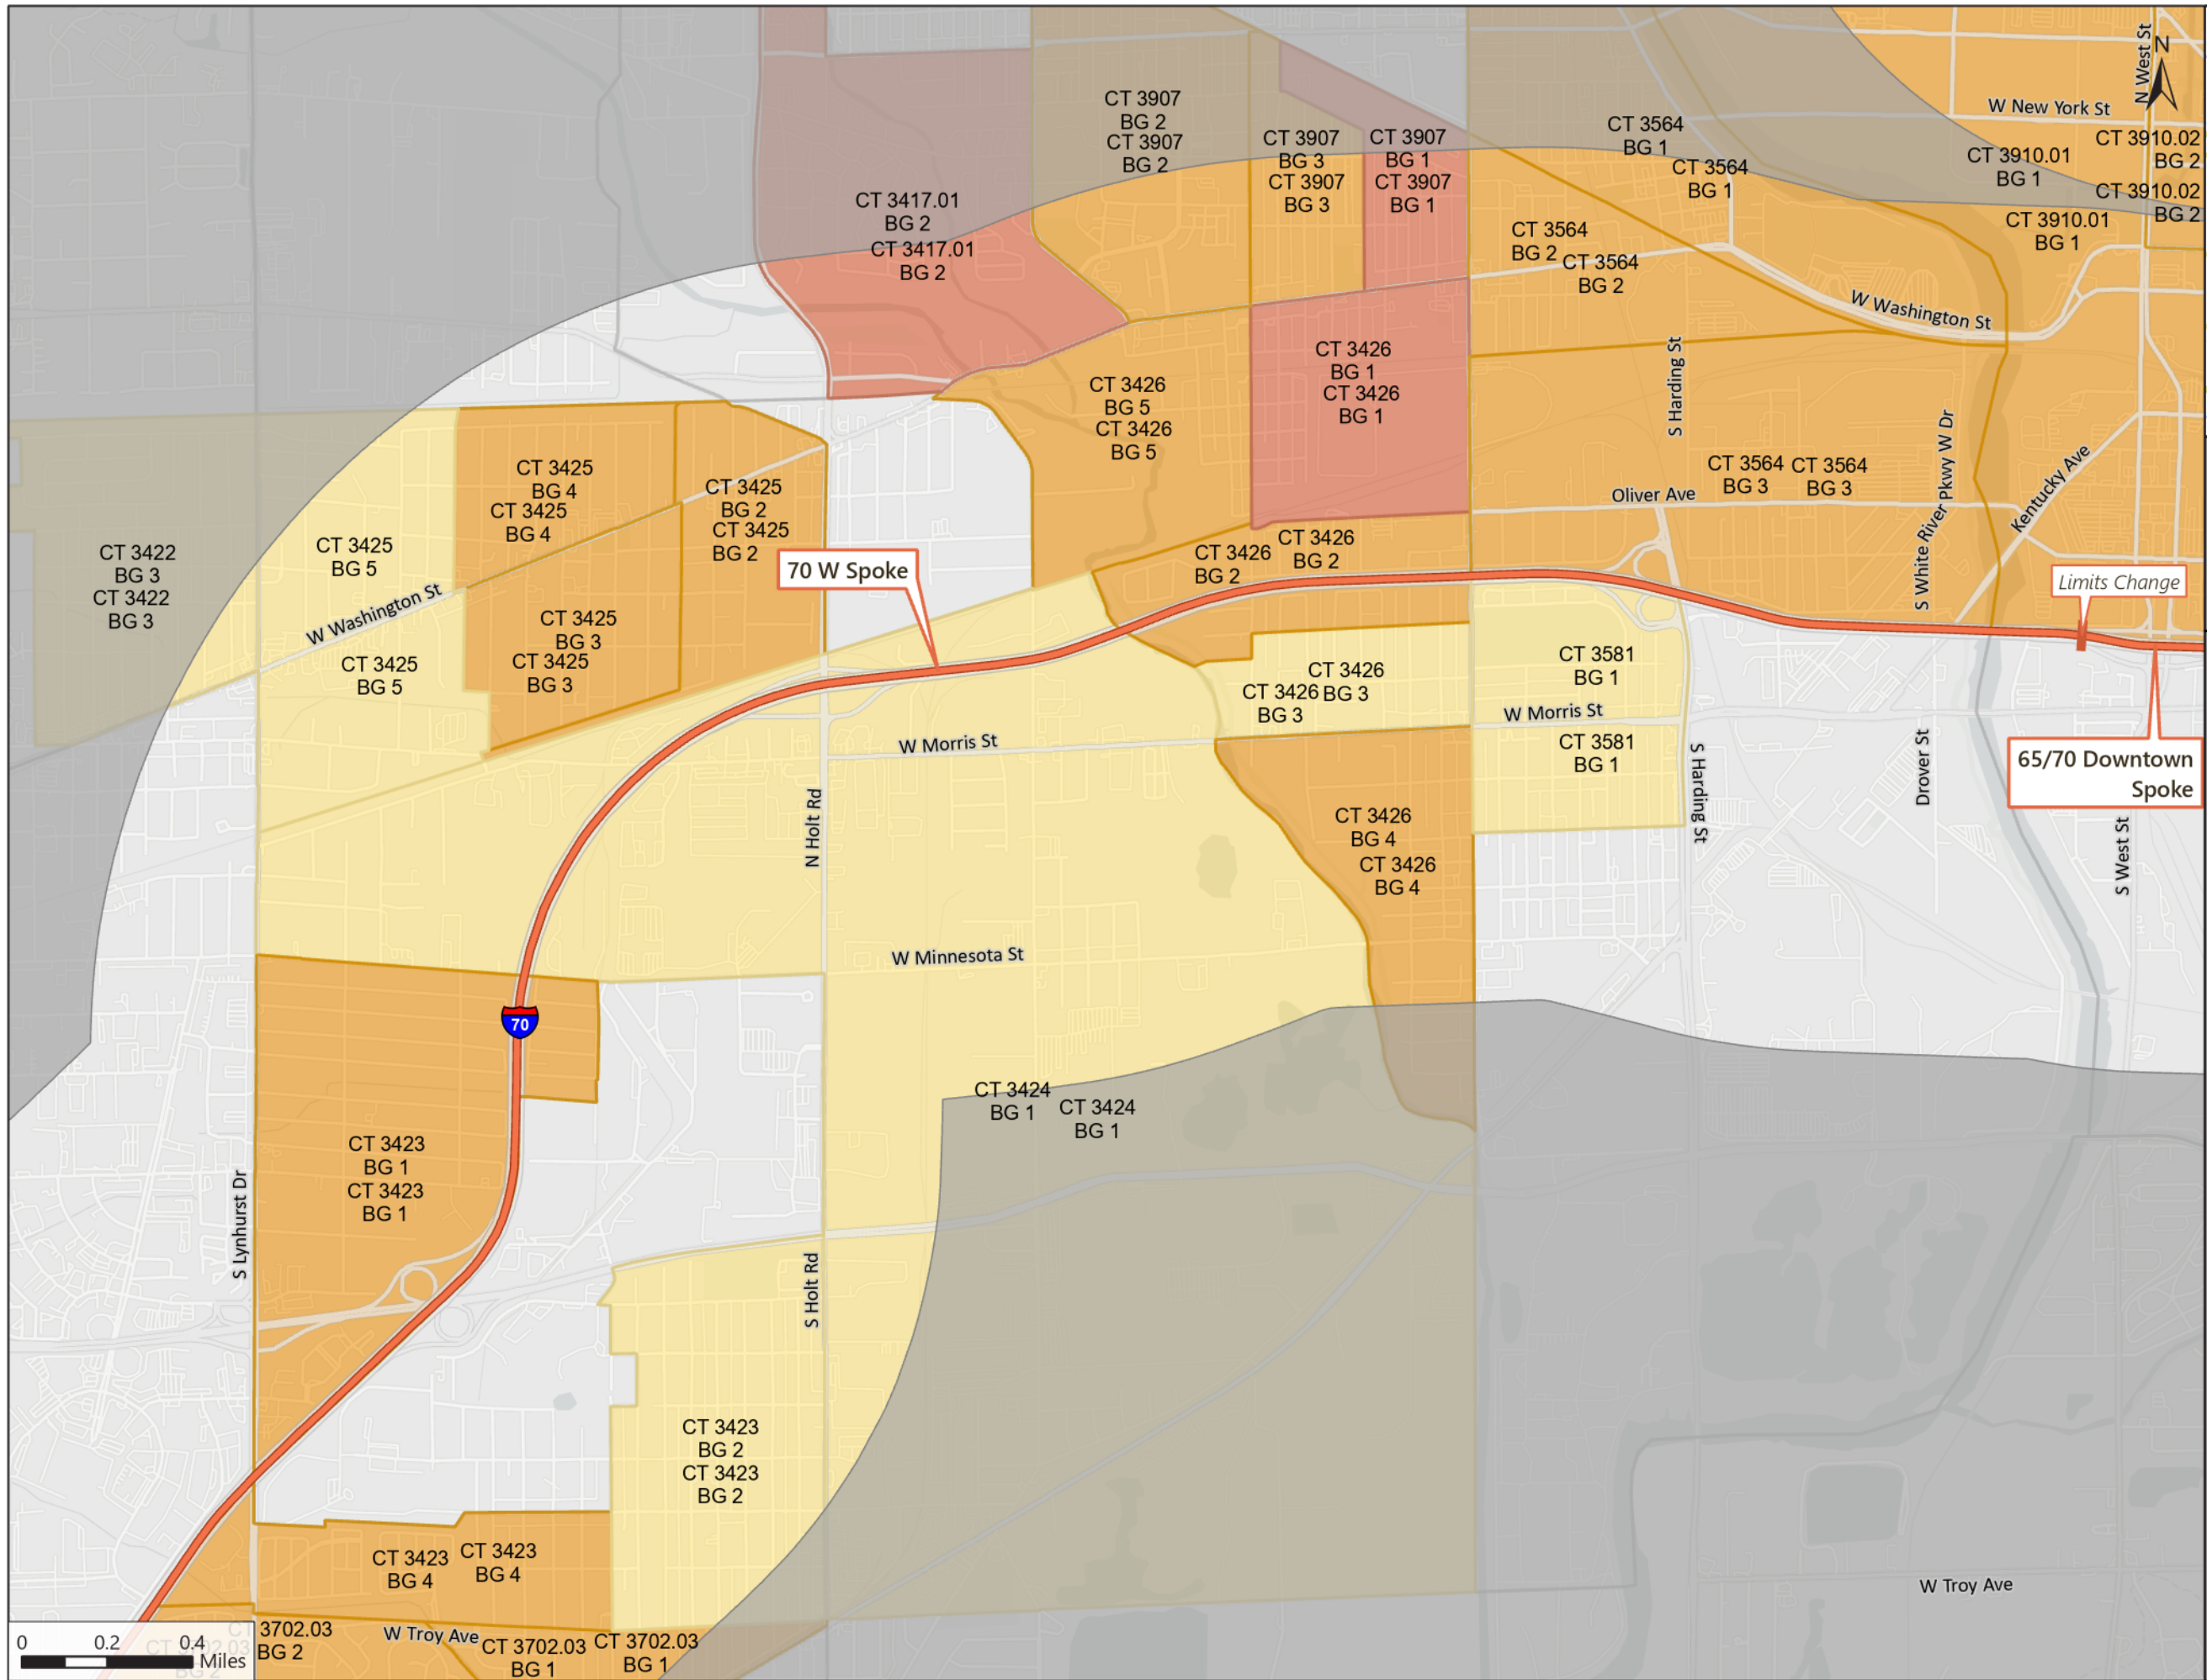 N West St
N
W New York St
CT 3907
BG 2
CT 3907
BG 2
CT 3907
BG 3
CT 3907
BG 3
CT 3907
BG 1
CT 3907
BG 1
CT 3564
BG 1
CT 3564
BG 1
CT 3910.01
BG 1
CT 3910.01
BG 1
CT 3910.02
BG 2
CT 3910.02
BG 2
CT 3417.01
BG 2
CT 3417.01
BG 2
CT 3564
BG 2
CT 3564
BG 2
W Washington St
CT 3426
BG 1
CT 3426
BG 1
CT 3426
BG 5
CT 3426
BG 5
S Harding St
S White River Pkwy W Dr
Kentucky Ave
CT 3425
BG 4
CT 3425
BG 4
CT 3425
BG 2
CT 3425
BG 2
CT 3564
BG 3
CT 3564
BG 3
Oliver Ave
CT 3422
BG 3
CT 3422
BG 3
CT 3425
BG 5
W Washington St
CT 3425
BG 5
CT 3425
BG 3
CT 3425
BG 3
70 W Spoke
CT 3426
BG 2
CT 3426
BG 2
Limits Change
CT 3426
BG 3
CT 3426
BG 3
CT 3581
BG 1
W Morris St
W Morris St
CT 3581
BG 1
S Harding St
Drover St
65/70 Downtown
Spoke
N Holt Rd
CT 3426
BG 4
CT 3426
BG 4
S West St
W Minnesota St
70
CT 3424
BG 1
CT 3424
BG 1
CT 3423
BG 1
CT 3423
BG 1
S Lynhurst Dr
S Holt Rd
CT 3423
BG 2
CT 3423
BG 2
CT 3423
BG 4
CT 3423
BG 4
W Troy Ave
W Troy Ave
CT 3702.03
BG 2
CT 3702.03
BG 2
CT 3702.03
BG 1
CT 3702.03
BG 1
0 0.2 0.4
Miles